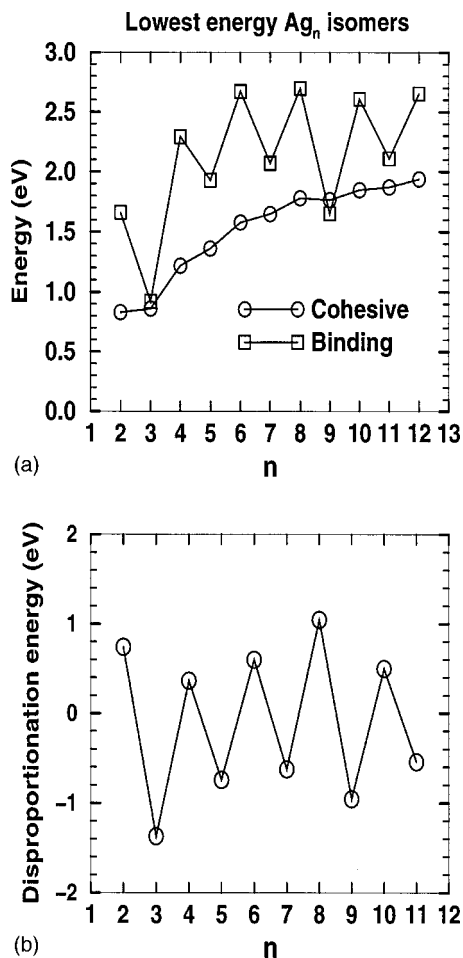 Lowest energy Agn isomers
Energy (eV)
3.0
2.5
2.0
1.5
1.0
0.5
0.0
Cohesive
Binding
1 2 3 4 5 6 7 8 9 10 11 12 13
(a)
n
Disproportionation energy (eV)
2
1
0
−1
−2
1 2 3 4 5 6 7 8 9 10 11 12
(b)
n